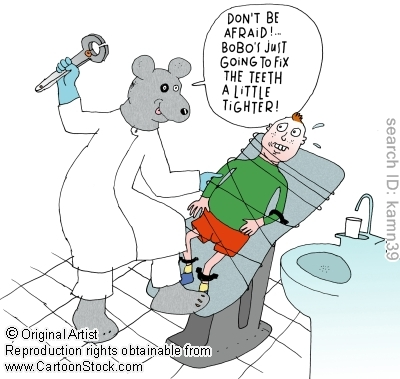 DON'T BE
AFRAID!...
BOBO'S JUST
GOING TO FIX
THE TEETH
A LITTLE
TIGHTER!
search ID: kamn39
© Original Artist
Reproduction rights obtainable from
www.CartoonStock.com